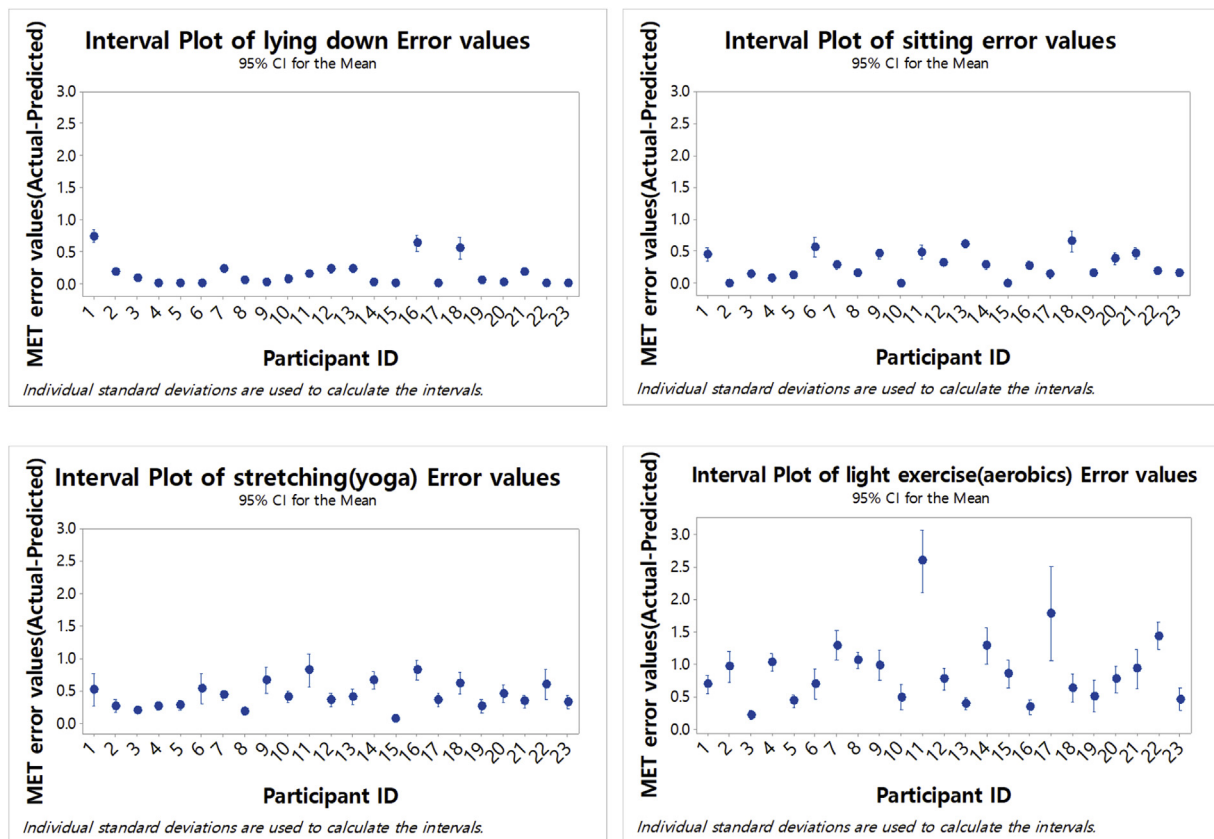 Interval Plot of lying down Error values
95% CI for the Mean
MET error values(Actual-Predicted)
3.0
2.5
2.0
1.5
1.0
0.5
0.0
1 2 3 4 5 6 7 8 9 10 11 12 13 14 15 16 17 18 19 20 21 22 23
Participant ID
Individual standard deviations are used to calculate the intervals.
Interval Plot of sitting error values
95% CI for the Mean
MET error values(Actual-Predicted)
3.0
2.5
2.0
1.5
1.0
0.5
0.0
1 2 3 4 5 6 7 8 9 10 11 12 13 14 15 16 17 18 19 20 21 22 23
Participant ID
Individual standard deviations are used to calculate the intervals.
Interval Plot of stretching(yoga) Error values
95% CI for the Mean
MET error values(Actual-Predicted)
3.0
2.5
2.0
1.5
1.0
0.5
0.0
1 2 3 4 5 6 7 8 9 10 11 12 13 14 15 16 17 18 19 20 21 22 23
Participant ID
Individual standard deviations are used to calculate the intervals.
Interval Plot of light exercise(aerobics) Error values
95% CI for the Mean
MET error values(Actual-Predicted)
3.0
2.5
2.0
1.5
1.0
0.5
0.0
1 2 3 4 5 6 7 8 9 10 11 12 13 14 15 16 17 18 19 20 21 22 23
Participant ID
Individual standard deviations are used to calculate the intervals.